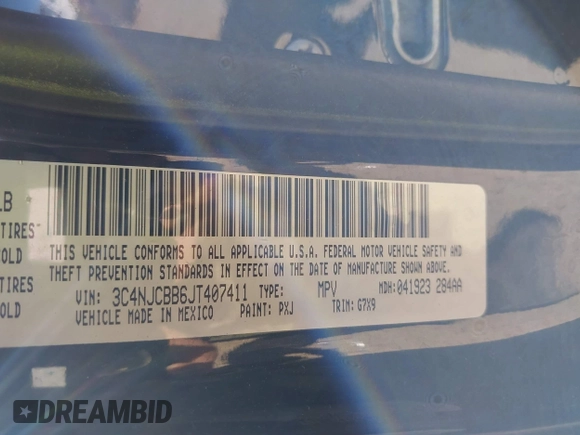 LB
TIRES
THIS VEHICLE CONFORMS TO ALL APPLICABLE U.S.A. FEDERAL MOTOR VEHICLE SAFETY AND
COLD
THEFT PREVENTION STANDARDS IN EFFECT ON THE DATE OF MANUFACTURE SHOWN ABOVE.
TIRES
VIN: 3C4NJCBB6JT407411 TYPE: MPV MDH:041923 284AA
COLD
VEHICLE MADE IN MEXICO PAINT: PXJ TRIM: G7X9
DREAMBID